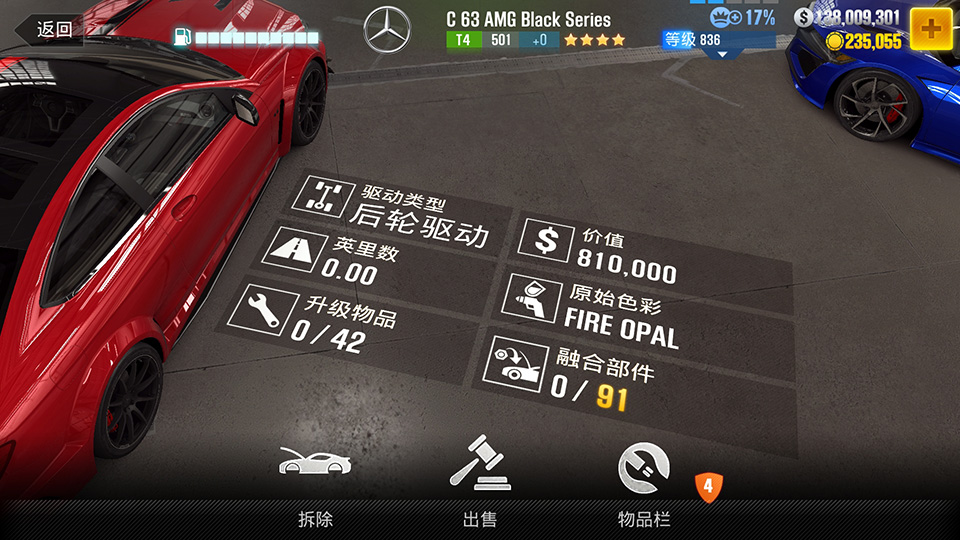 返回
C 63 AMG Black Series
T4 501 +0
等级 836
17%
138,009,301
235,055
驱动类型
后轮驱动
英里数
0.00
升级物品
0/42
价值
810,000
原始色彩
FIRE OPAL
融合部件
0/91
拆除
出售
物品栏
4